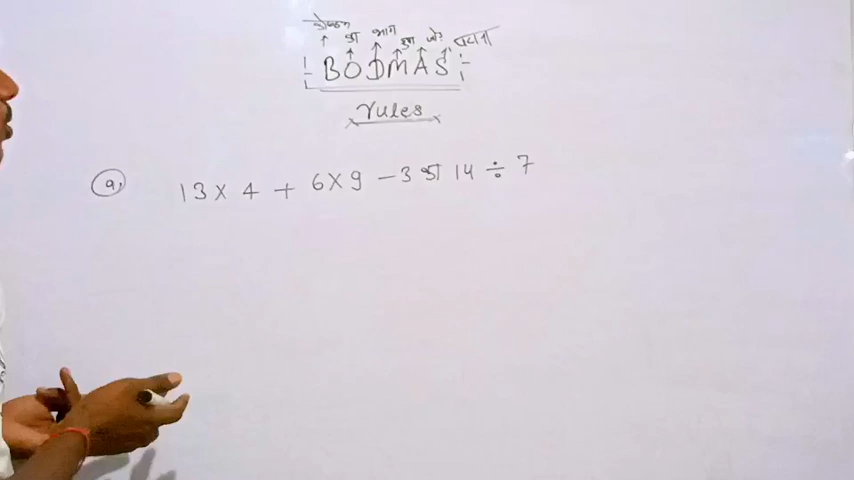 कोष्ठक का भाग गुणा जोड़ घटाना
BODMAS
rules
(a) 13 × 4 + 6 × 9 − 3 का 14 ÷ 7